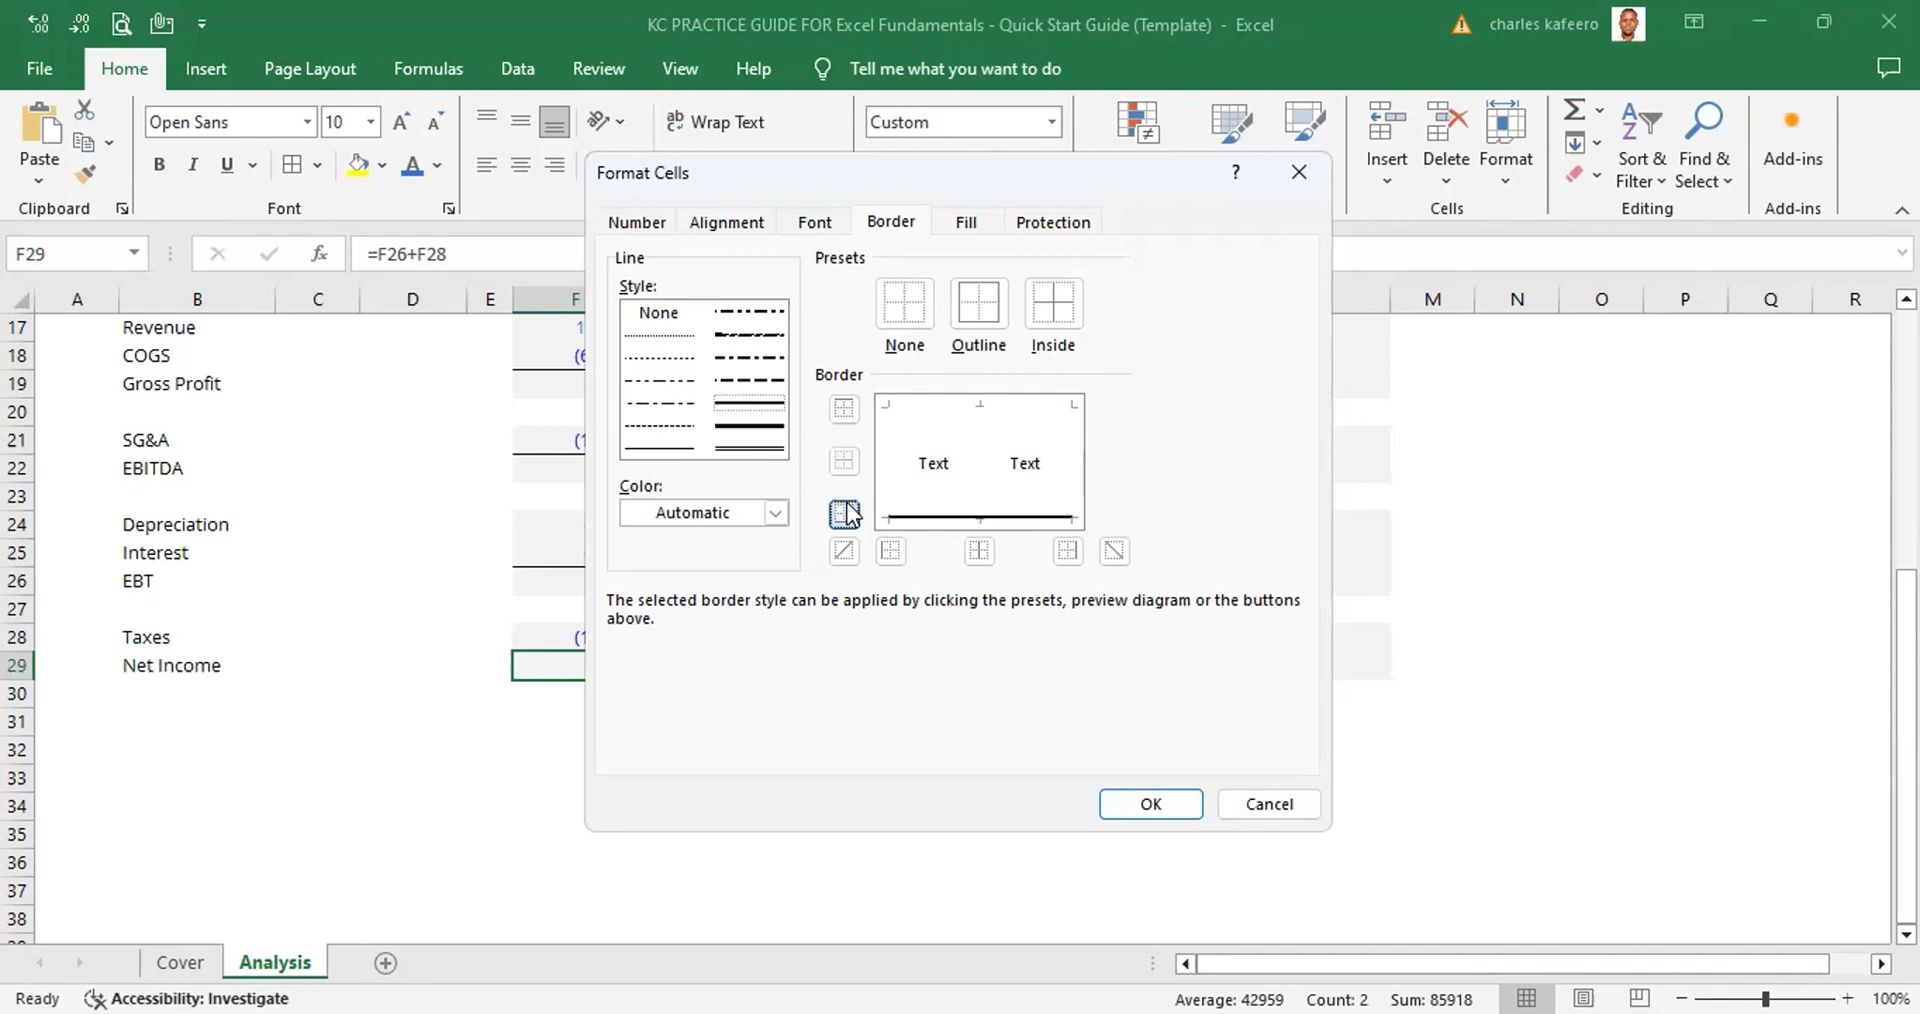 KC PRACTICE GUIDE FOR Excel Fundamentals - Quick Start Guide (Template) - Excel
charles kafeero
File Home Insert Page Layout Formulas Data Review View Help Tell me what you want to do
Paste
Clipboard
Open Sans 10
B I U
Font
Wrap Text
Custom
Insert Delete Format
Cells
Sort & Filter
Find & Select
Editing
Add-ins
Add-ins
F29
fx
=F26+F28
A B C D E F M N O P Q R
17 Revenue 1
18 COGS (6
19 Gross Profit
20
21 SG&A (1
22 EBITDA
23
24 Depreciation
25 Interest
26 EBT
27
28 Taxes (1
29 Net Income
30
31
32
33
34
35
36
37
38
Format Cells
?
Number Alignment Font Border Fill Protection
Line
Style:
None
Color:
Automatic
Presets
None Outline Inside
Border
Text Text
The selected border style can be applied by clicking the presets, preview diagram or the buttons
above.
OK Cancel
Cover Analysis
Ready Accessibility: Investigate
Average: 42959 Count: 2 Sum: 85918
100%